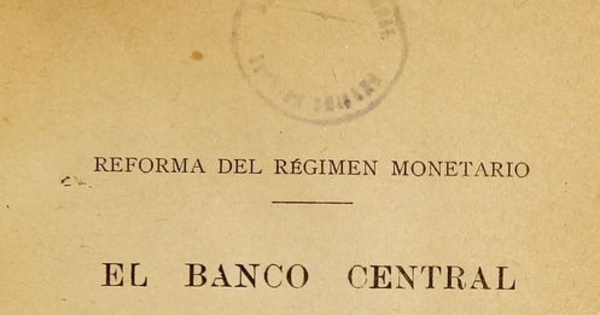 REFORMA DEL RÉGIMEN MONETARIO
EL BANCO CENTRAL